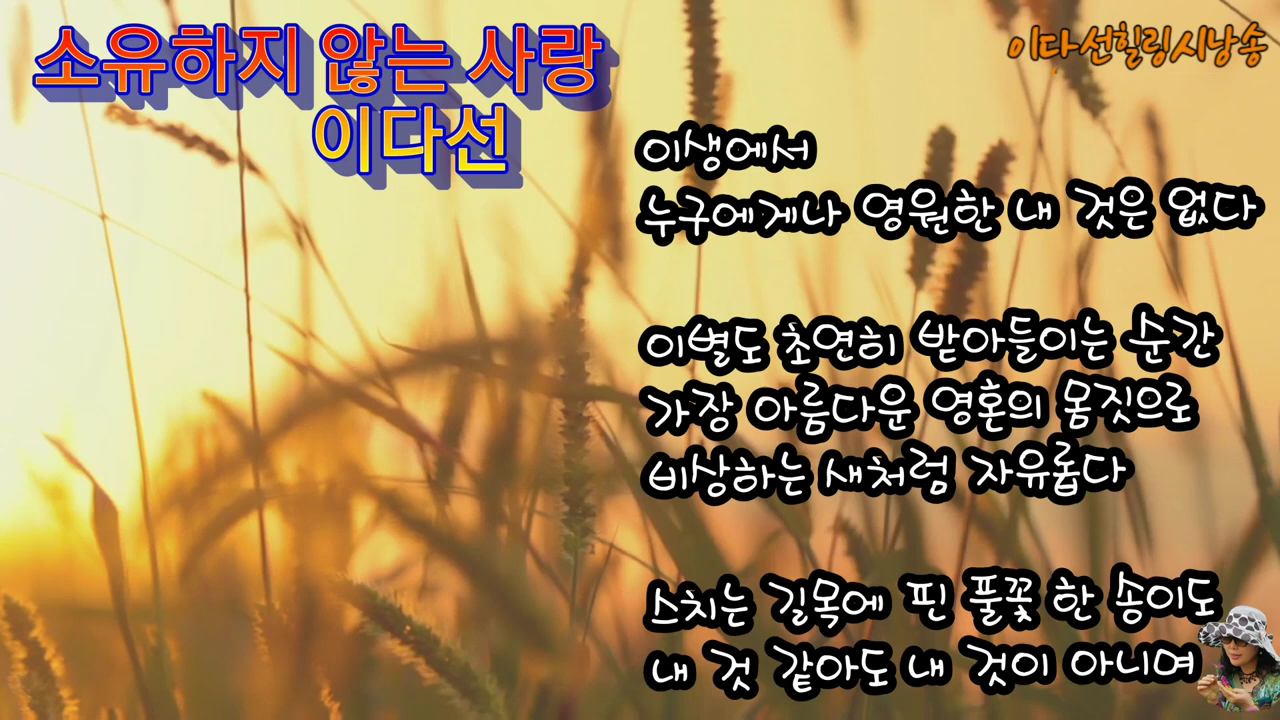 소유하지 않는 사랑
이다선
이다선힐링시낭송
이생에서
누구에게나 영원한 내 것은 없다
이별도 초연히 받아들이는 순간
가장 아름다운 영혼의 몸짓으로
비상하는 새처럼 자유롭다
스치는 길목에 핀 풀꽃 한 송이도
내 것 같아도 내 것이 아니며